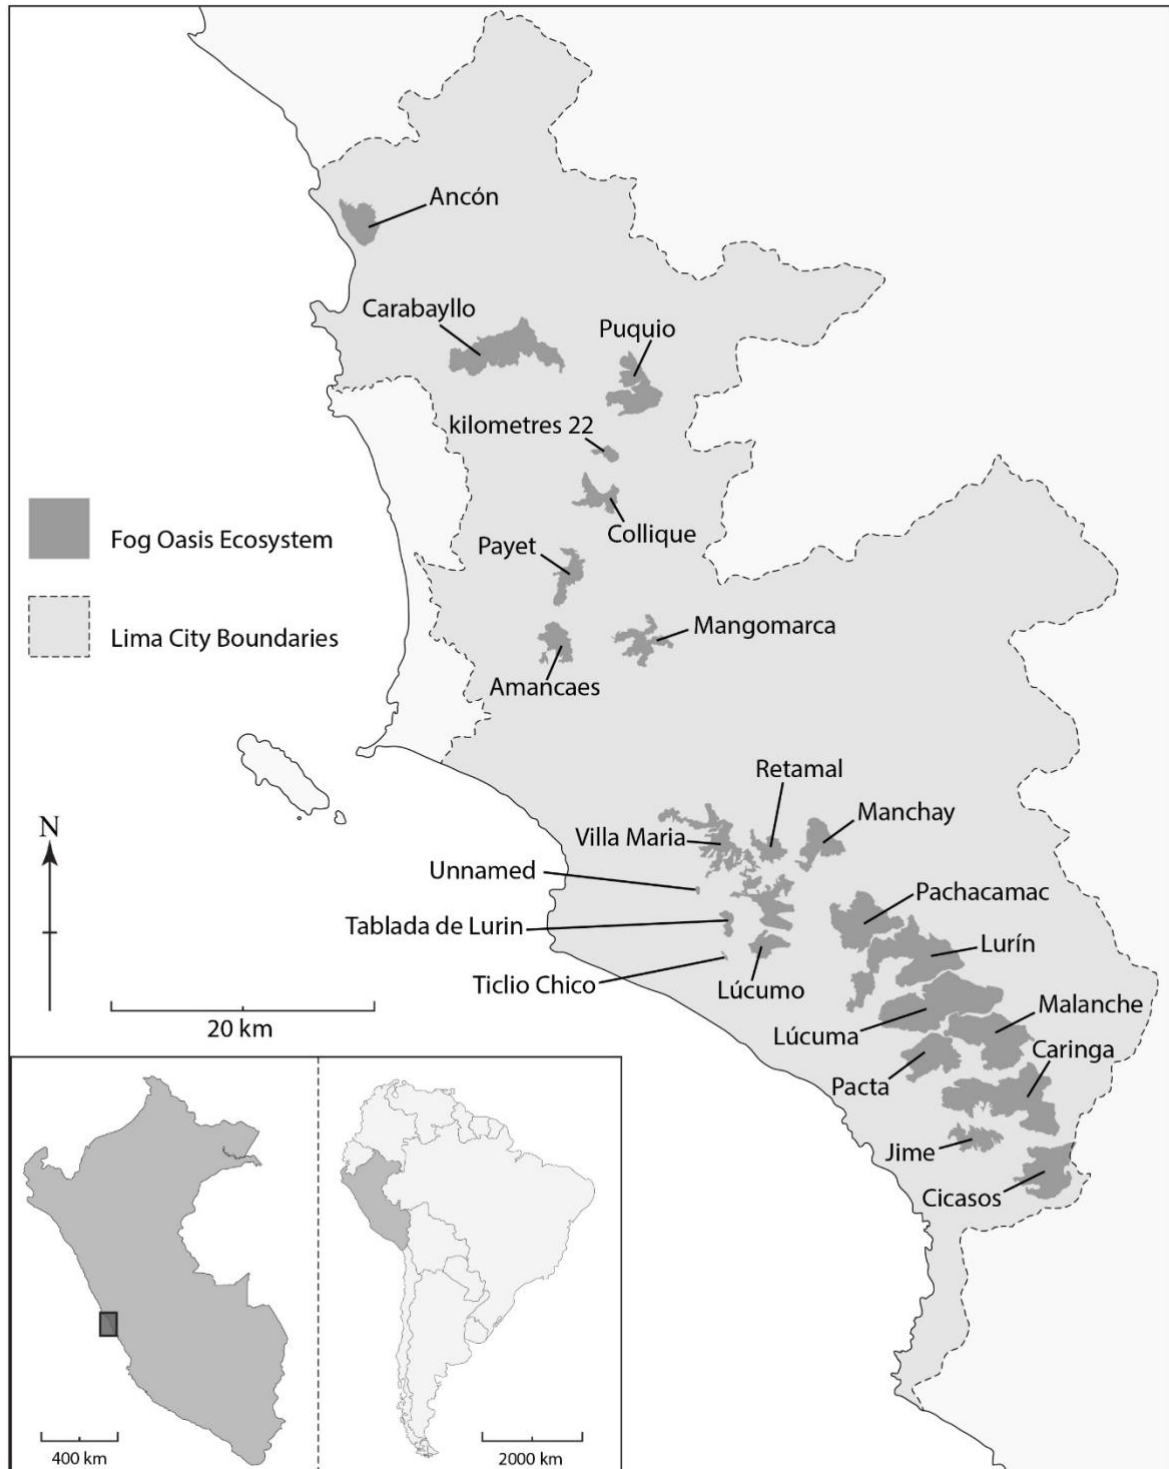 Ancón
Carabayllo
Puquio
kilometres 22
Fog Oasis Ecosystem
Collique
Payet
Lima City Boundaries
Mangomarca
Amancaes
Retamal
N
Manchay
Villa Maria
Unnamed
Pachacamac
Tablada de Lurin
Lurín
Ticlio Chico
Lúcumo
Malanche
20 km
Lúcuma
Caringa
Pacta
Jime
Cicasos
400 km
2000 km